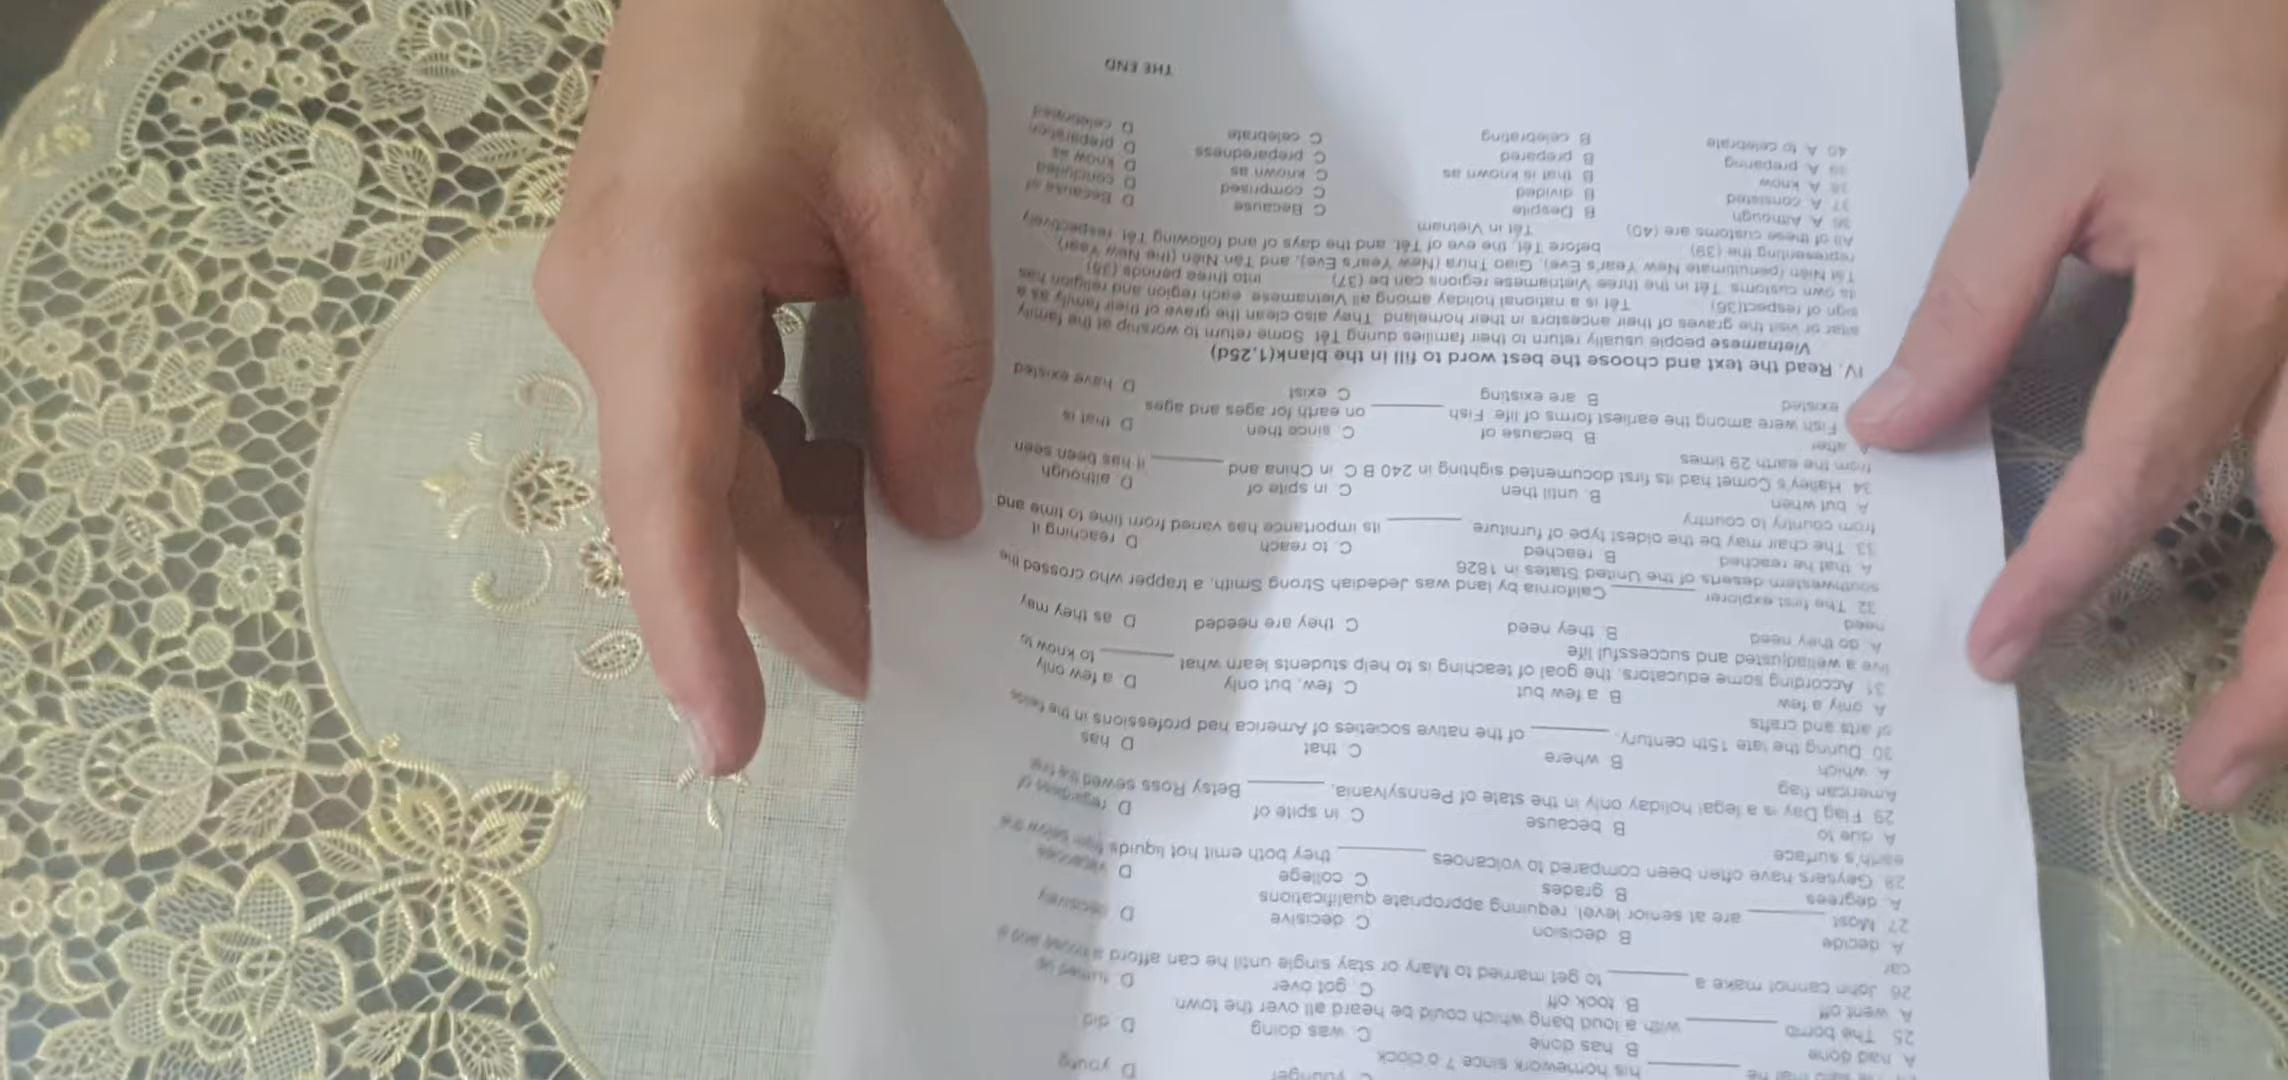 his homework since 7 o'clock
A. had done B. has done C. was doing D. did
25. The bomb ________ with a loud bang which could be heard all over the town
A. went off B. took off C. got over D. turned up
26. John cannot make a ________ to get married to Mary or stay single until he can afford a house and a
car
A. decide B. decision C. decisive D.
27. Most ________ are at senior level, requiring appropriate qualifications
A. degrees B. grades C. college D. vacancies
28. Geysers have often been compared to volcanoes ________ they both emit hot liquids from below the
earth's surface
A. due to B. because C. in spite of D. regardless of
29. Flag Day is a legal holiday only in the state of Pennsylvania, ________ Betsy Ross sewed the first
American flag
A. which B. where C. that D. has
30. During the late 15th century, ________ of the native societies of America had professions in the fields
of arts and crafts
A. only a few B. a few but C. few, but only D. a few only
31. According some educators, the goal of teaching is to help students learn what ________ to know to
live a welladjusted and successful life
A. do they need B. they need C. they are needed D. as they may
need
32. The first explorer ________ California by land was Jedediah Strong Smith, a trapper who crossed the
southwestern deserts of the United States in 1826
A. that he reached B. reached C. to reach D. reaching it
33. The chair may be the oldest type of furniture ________ its importance has varied from time to time and
from country to country
A. but when B. until then C. in spite of D. although
34. Halley's Comet had its first documented sighting in 240 B.C. in China and ________ it has been seen
from the earth 29 times
A. after B. because of C. since then D. that is
Fish were among the earliest forms of life. Fish ________ on earth for ages and ages
existed B. are existing C. exist D. have existed
IV. Read the text and choose the best word to fill in the blank(1,25đ)
Vietnamese people usually return to their families during Tết. Some return to worship at the family
altar or visit the graves of their ancestors in their homeland. They also clean the grave of their family as a
sign of respect(36) Tết is a national holiday among all Vietnamese, each region and religion has
its own customs. Tết in the three Vietnamese regions can be (37) into three periods (38)
Tất Niên (penultimate New Year's Eve), Giao Thừa (New Year's Eve), and Tân Niên (the New Year)
representing the (39) before Tết, the eve of Tết, and the days of and following Tết, respectively
All of these customs are (40) Tết in Vietnam
36. A. Although B. Despite C. Because D. Because of
37. A. consisted B. divided C. comprised D. concluded
38. A. know B. that is known as C. known as D. know as
39. A. preparing B. prepared C. preparedness D. preparation
40. A. to celebrate B. celebrating C. celebrate D. celebrated
THE END